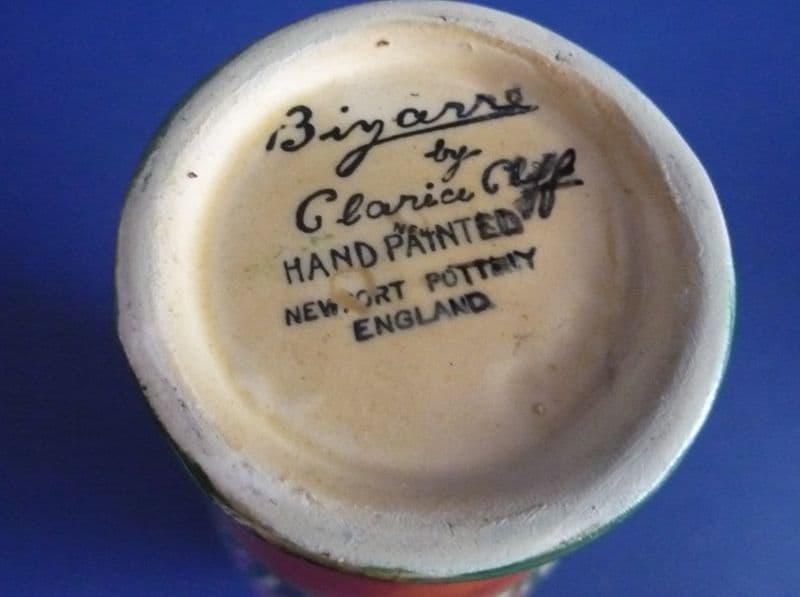 Bizarre
by
Clarice Cliff
HAND PAINTED
NEWPORT POTTERY
ENGLAND